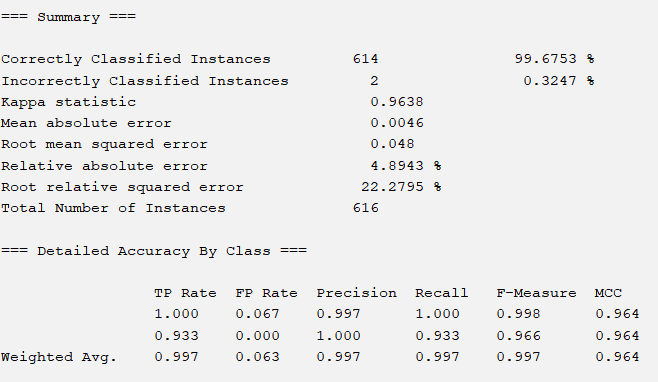 === Summary ===
Correctly Classified Instances 614 99.6753 %
Incorrectly Classified Instances 2 0.3247 %
Kappa statistic 0.9638
Mean absolute error 0.0046
Root mean squared error 0.048
Relative absolute error 4.8943 %
Root relative squared error 22.2795 %
Total Number of Instances 616
=== Detailed Accuracy By Class ===
TP Rate FP Rate Precision Recall F-Measure MCC
1.000 0.067 0.997 1.000 0.998 0.964
0.933 0.000 1.000 0.933 0.966 0.964
Weighted Avg. 0.997 0.063 0.997 0.997 0.997 0.964